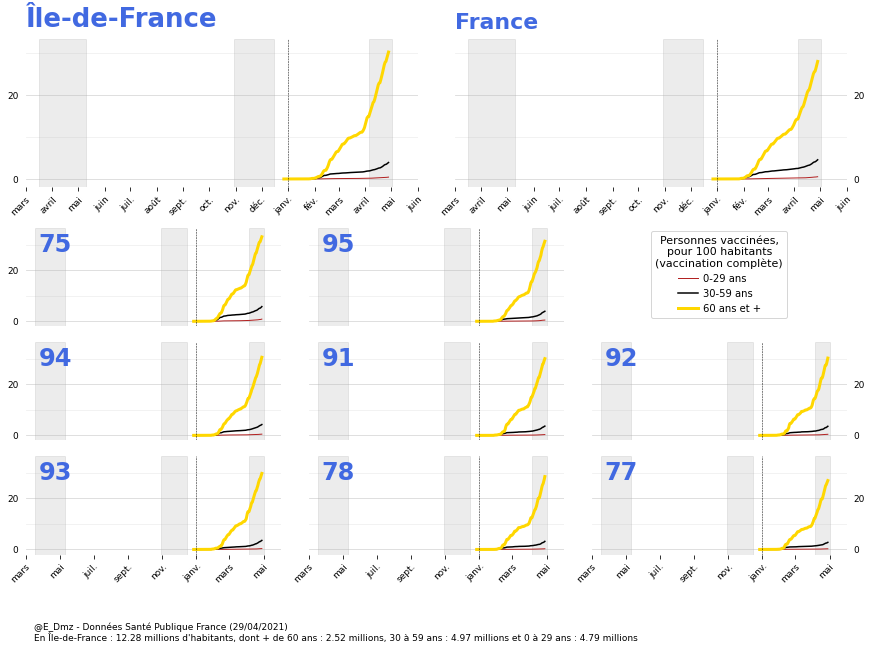 Île-de-France
France
20
0
20
0
mars avril mai juin juil. août sept. oct. nov. déc. janv. fév. mars avril mai juin
mars avril mai juin juil. août sept. oct. nov. déc. janv. fév. mars avril mai juin
75
95
20
0
Personnes vaccinées,
pour 100 habitants
(vaccination complète)
0-29 ans
30-59 ans
60 ans et +
94
91
92
20
0
20
0
93
78
77
20
0
20
0
mars mai juil. sept. nov. janv. mars mai
mars mai juil. sept. nov. janv. mars mai
mars mai juil. sept. nov. janv. mars mai
@E_Dmz - Données Santé Publique France (29/04/2021)
En Île-de-France : 12.28 millions d'habitants, dont + de 60 ans : 2.52 millions, 30 à 59 ans : 4.97 millions et 0 à 29 ans : 4.79 millions